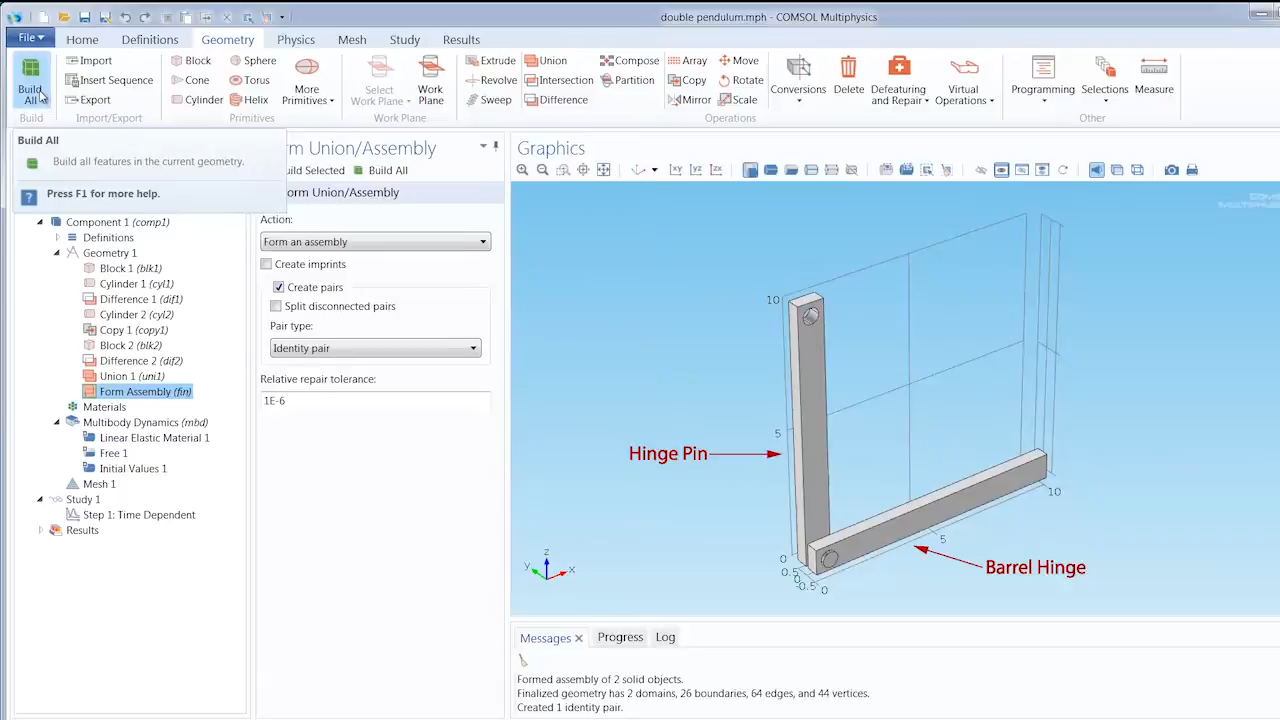 double pendulum.mph - COMSOL Multiphysics
File Home Definitions Geometry Physics Mesh Study Results
Build All
Build
Import
Insert Sequence
Export
Import/Export
Block Sphere
Cone Torus
Cylinder Helix
More Primitives
Primitives
Select Work Plane
Work Plane
Work Plane
Extrude
Revolve
Sweep
Union
Intersection
Difference
Compose
Partition
Array
Copy
Mirror
Move
Rotate
Scale
Conversions
Delete
Defeaturing and Repair
Virtual Operations
Operations
Programming
Selections
Measure
Other
Build All
Build all features in the current geometry.
Press F1 for more help.
Component 1 (comp1)
Definitions
Geometry 1
Block 1 (blk1)
Cylinder 1 (cyl1)
Difference 1 (dif1)
Cylinder 2 (cyl2)
Copy 1 (copy1)
Block 2 (blk2)
Difference 2 (dif2)
Union 1 (uni1)
Form Assembly (fin)
Materials
Multibody Dynamics (mbd)
Linear Elastic Material 1
Free 1
Initial Values 1
Mesh 1
Study 1
Step 1: Time Dependent
Results
rm Union/Assembly
uild Selected Build All
orm Union/Assembly
Action:
Form an assembly
Create imprints
Create pairs
Split disconnected pairs
Pair type:
Identity pair
Relative repair tolerance:
1E-6
Graphics
xy yz zx
10
5
0
0.5
0
-0.5
0
5
10
Hinge Pin
Barrel Hinge
z
y
x
Messages
Progress
Log
Formed assembly of 2 solid objects.
Finalized geometry has 2 domains, 26 boundaries, 64 edges, and 44 vertices.
Created 1 identity pair.